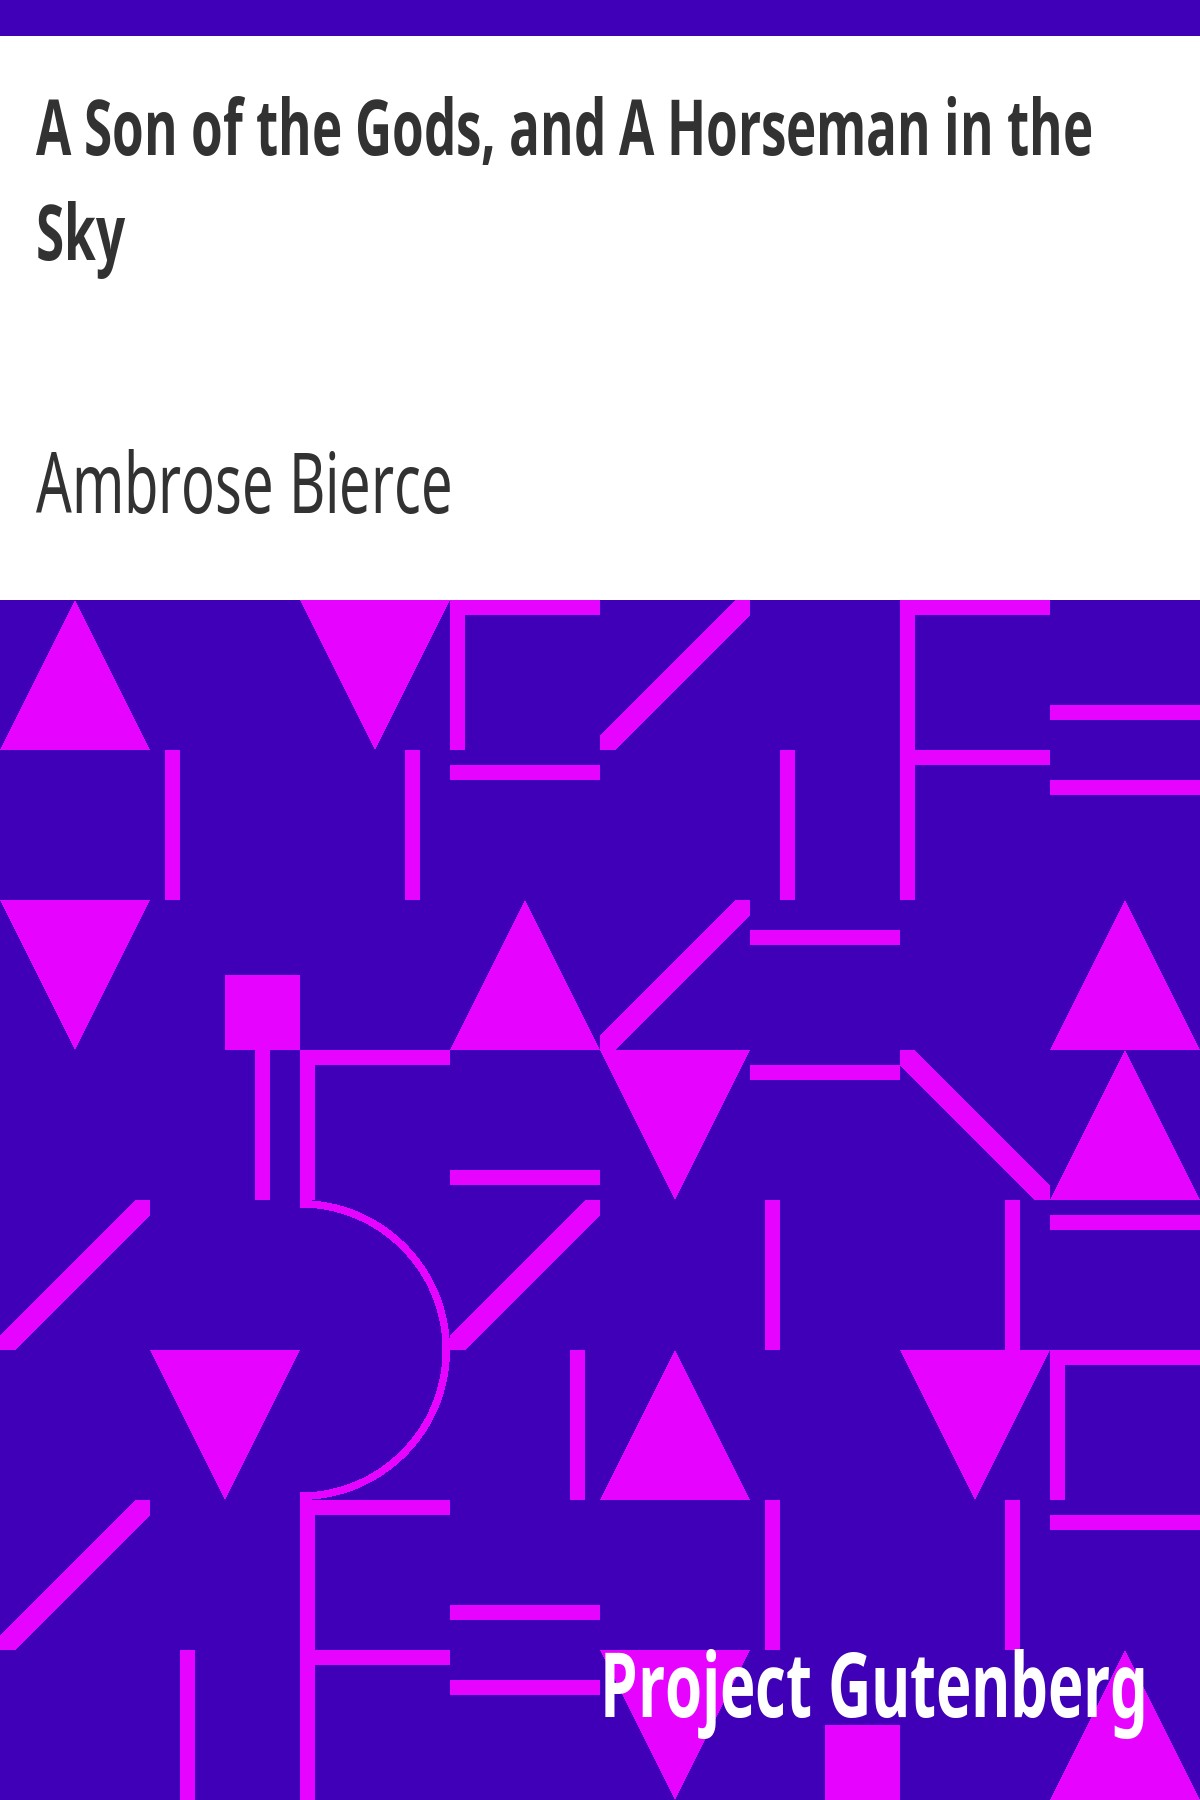 A Son of the Gods, and A Horseman in the
Sky
Ambrose Bierce
Project Gutenberg